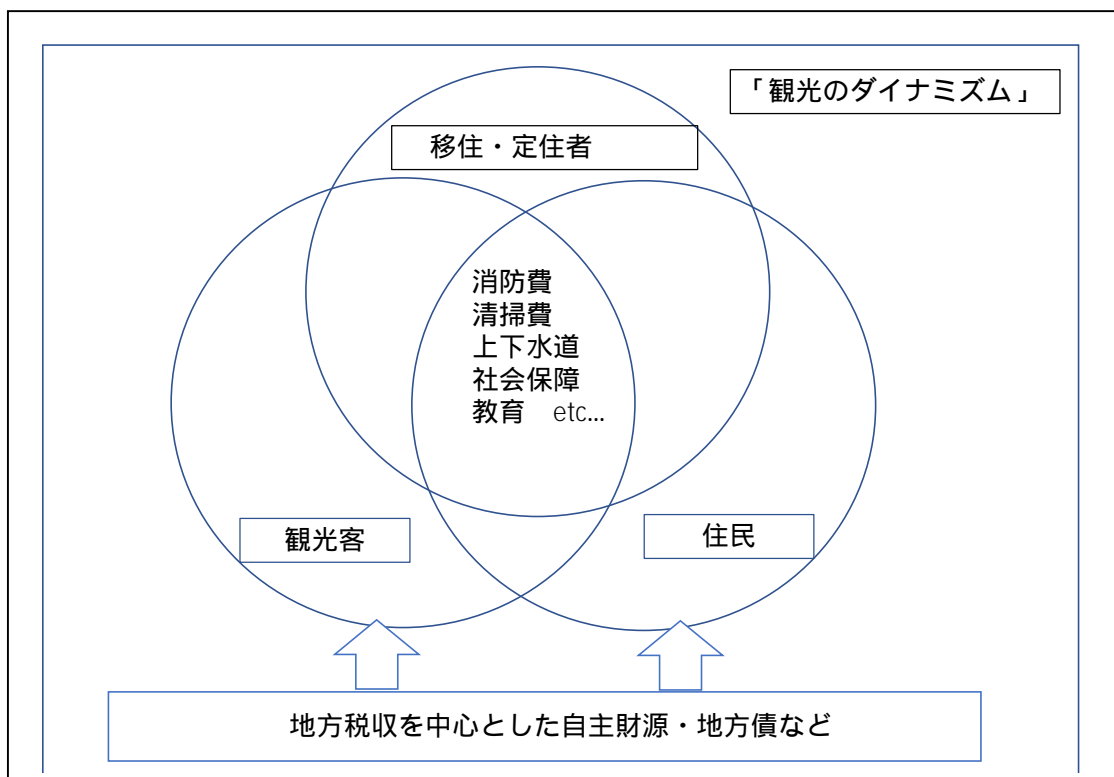 「観光のダイナミズム」
移住・定住者
消防費
清掃費
上下水道
社会保障
教育　etc...
観光客
住民
地方税収を中心とした自主財源・地方債など